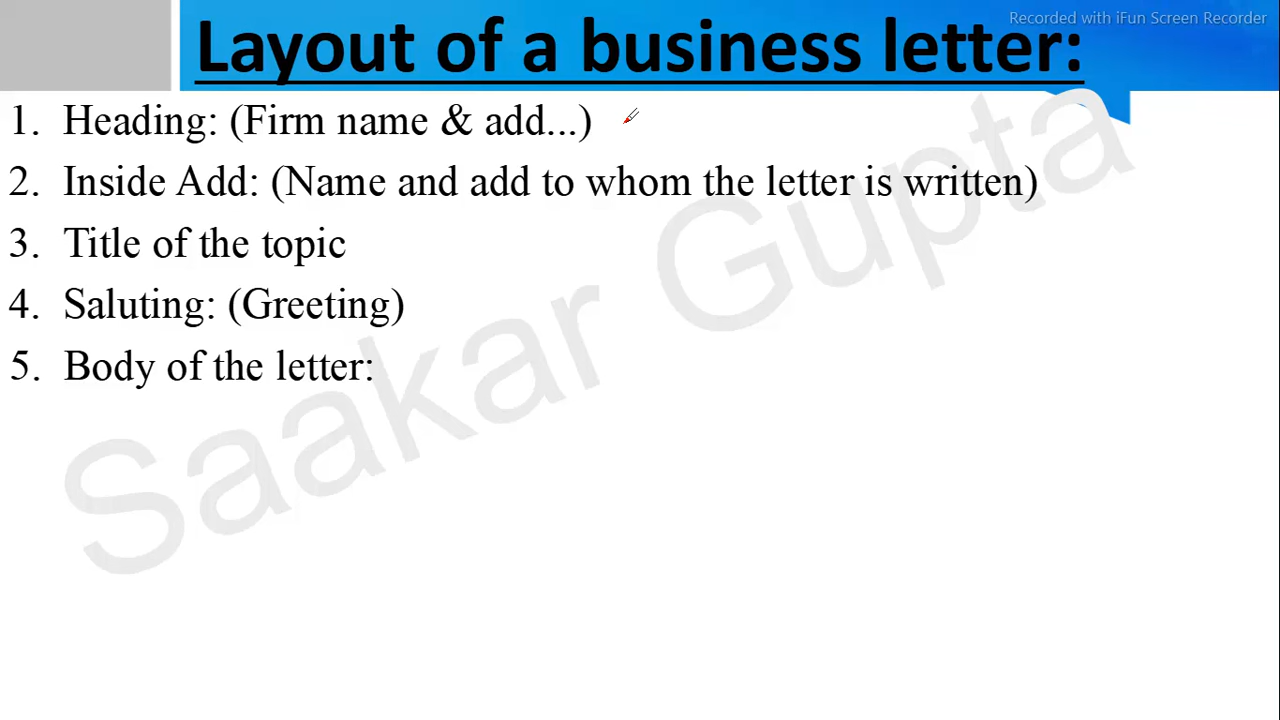 Recorded with iFun Screen Recorder
Layout of a business letter:
1. Heading: (Firm name & add...)
2. Inside Add: (Name and add to whom the letter is written)
3. Title of the topic
4. Saluting: (Greeting)
5. Body of the letter:
Saakar Gupta